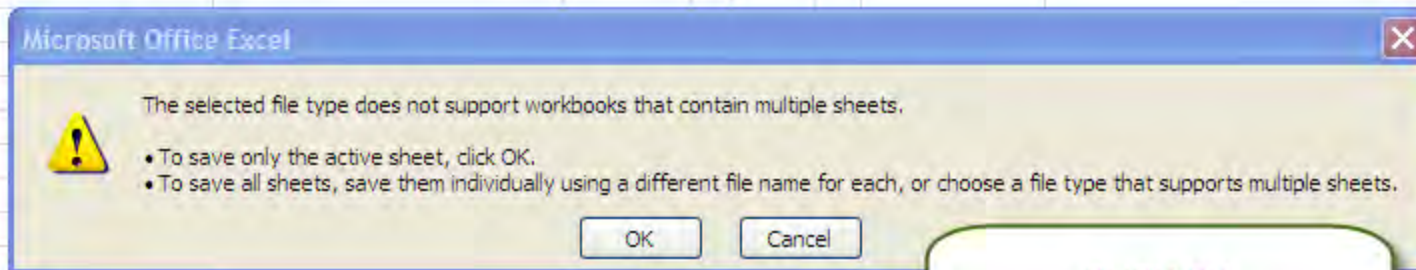 Microsoft Office Excel
The selected file type does not support workbooks that contain multiple sheets.
• To save only the active sheet, click OK.
• To save all sheets, save them individually using a different file name for each, or choose a file type that supports multiple sheets.
OK Cancel